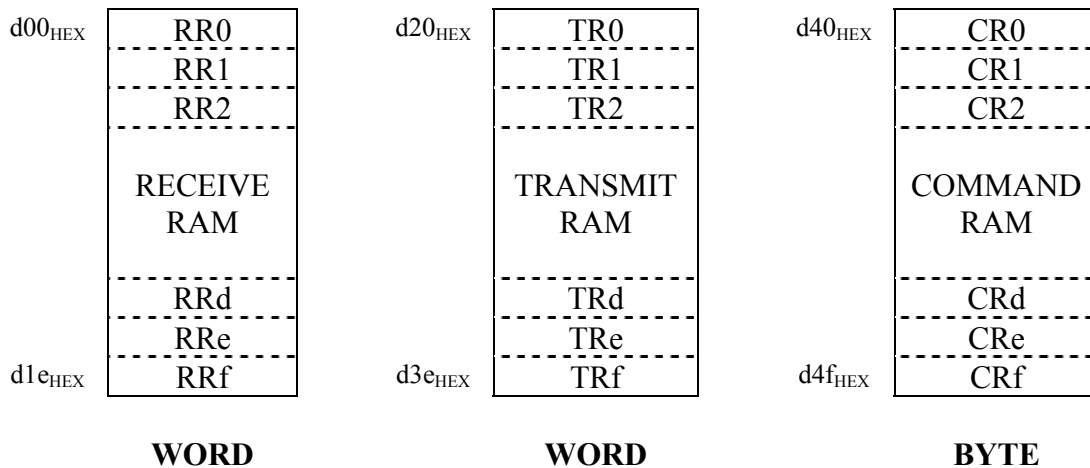 d00HEX RR0 d20HEX TR0 d40HEX CR0
RR1 TR1 CR1
RR2 TR2 CR2
RECEIVE TRANSMIT COMMAND
RAM RAM RAM
RRd TRd CRd
RRe TRe CRe
d1eHEX RRf d3eHEX TRf d4fHEX CRf
WORD WORD BYTE